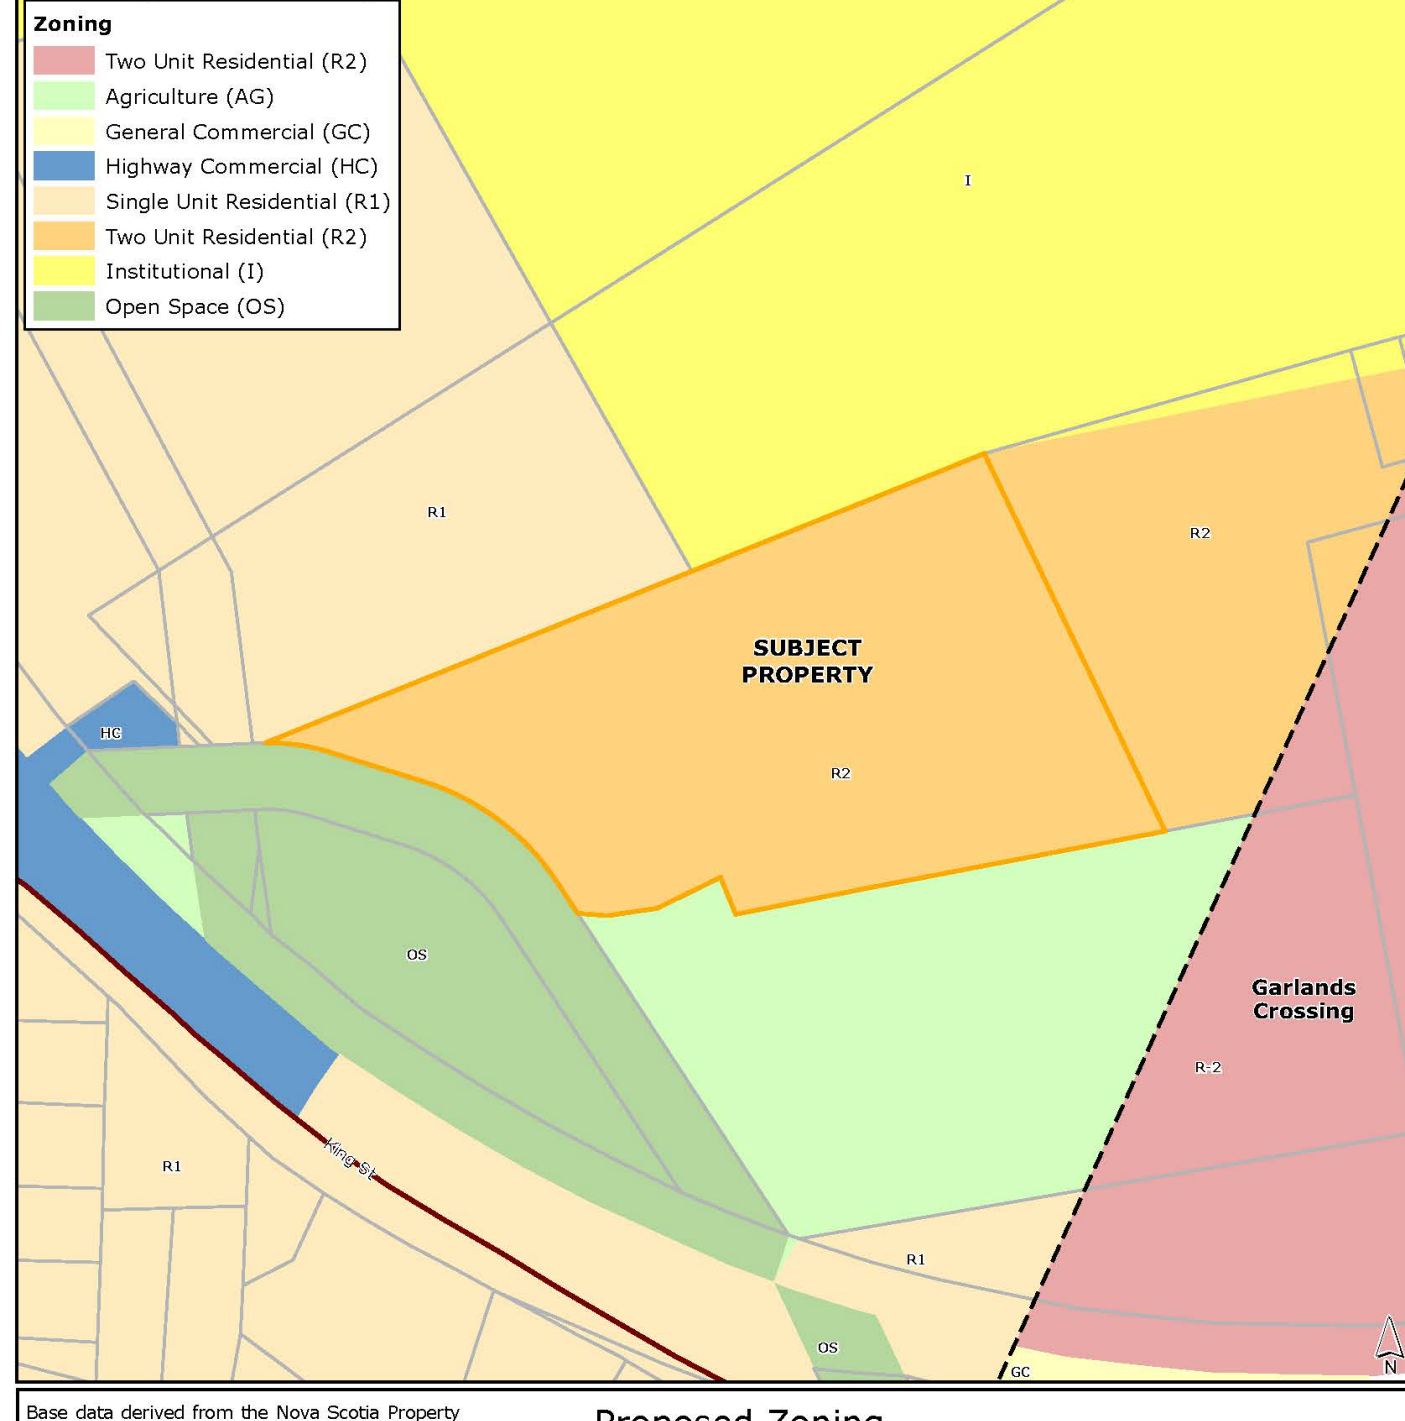 Zoning
Two Unit Residential (R2)
Agriculture (AG)
General Commercial (GC)
Highway Commercial (HC)
Single Unit Residential (R1)
Two Unit Residential (R2)
Institutional (I)
Open Space (OS)
I
R1
R2
SUBJECT
PROPERTY
HC
R2
OS
Garlands
Crossing
R-2
King St
R1
R1
OS
GC
N
Base data derived from the Nova Scotia Property
Proposed Zoning